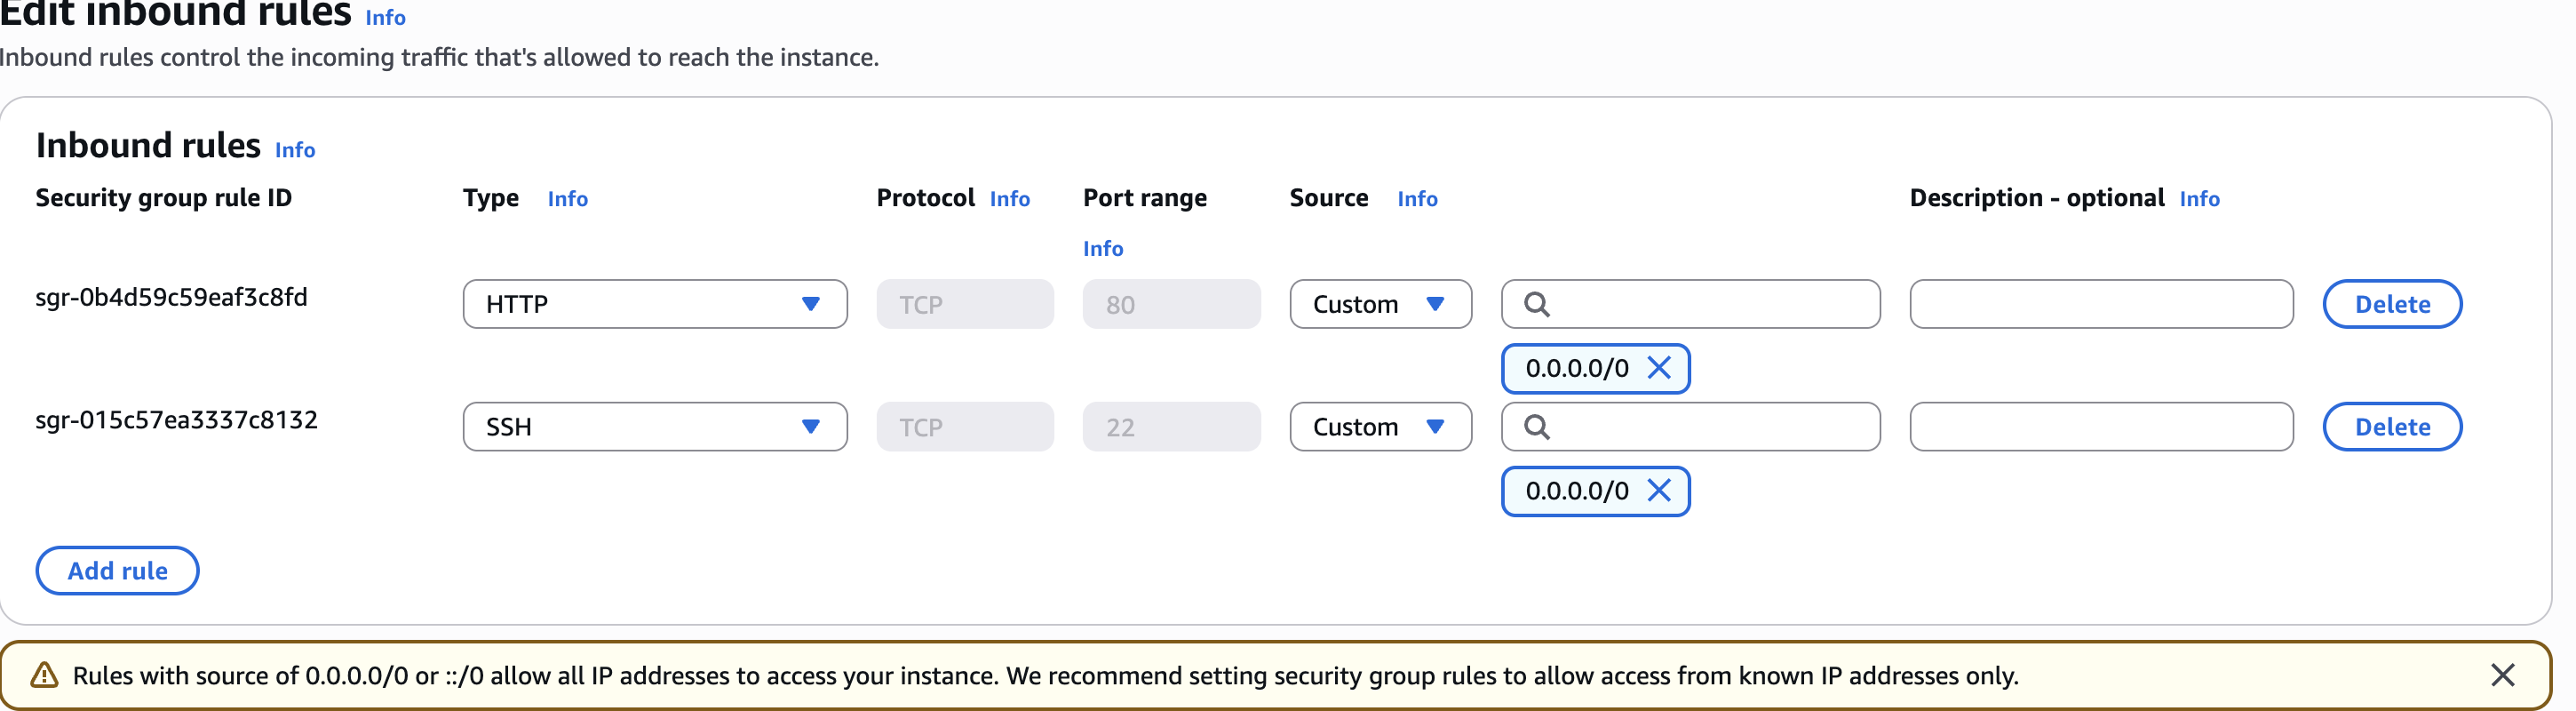 Edit inbound rules Info
Inbound rules control the incoming traffic that's allowed to reach the instance.
Inbound rules Info
Security group rule ID Type Info Protocol Info Port range Info Source Info Description - optional Info
sgr-0b4d59c59eaf3c8fd HTTP TCP 80 Custom Delete
0.0.0.0/0
sgr-015c57ea3337c8132 SSH TCP 22 Custom Delete
0.0.0.0/0
Add rule
Rules with source of 0.0.0.0/0 or ::/0 allow all IP addresses to access your instance. We recommend setting security group rules to allow access from known IP addresses only.